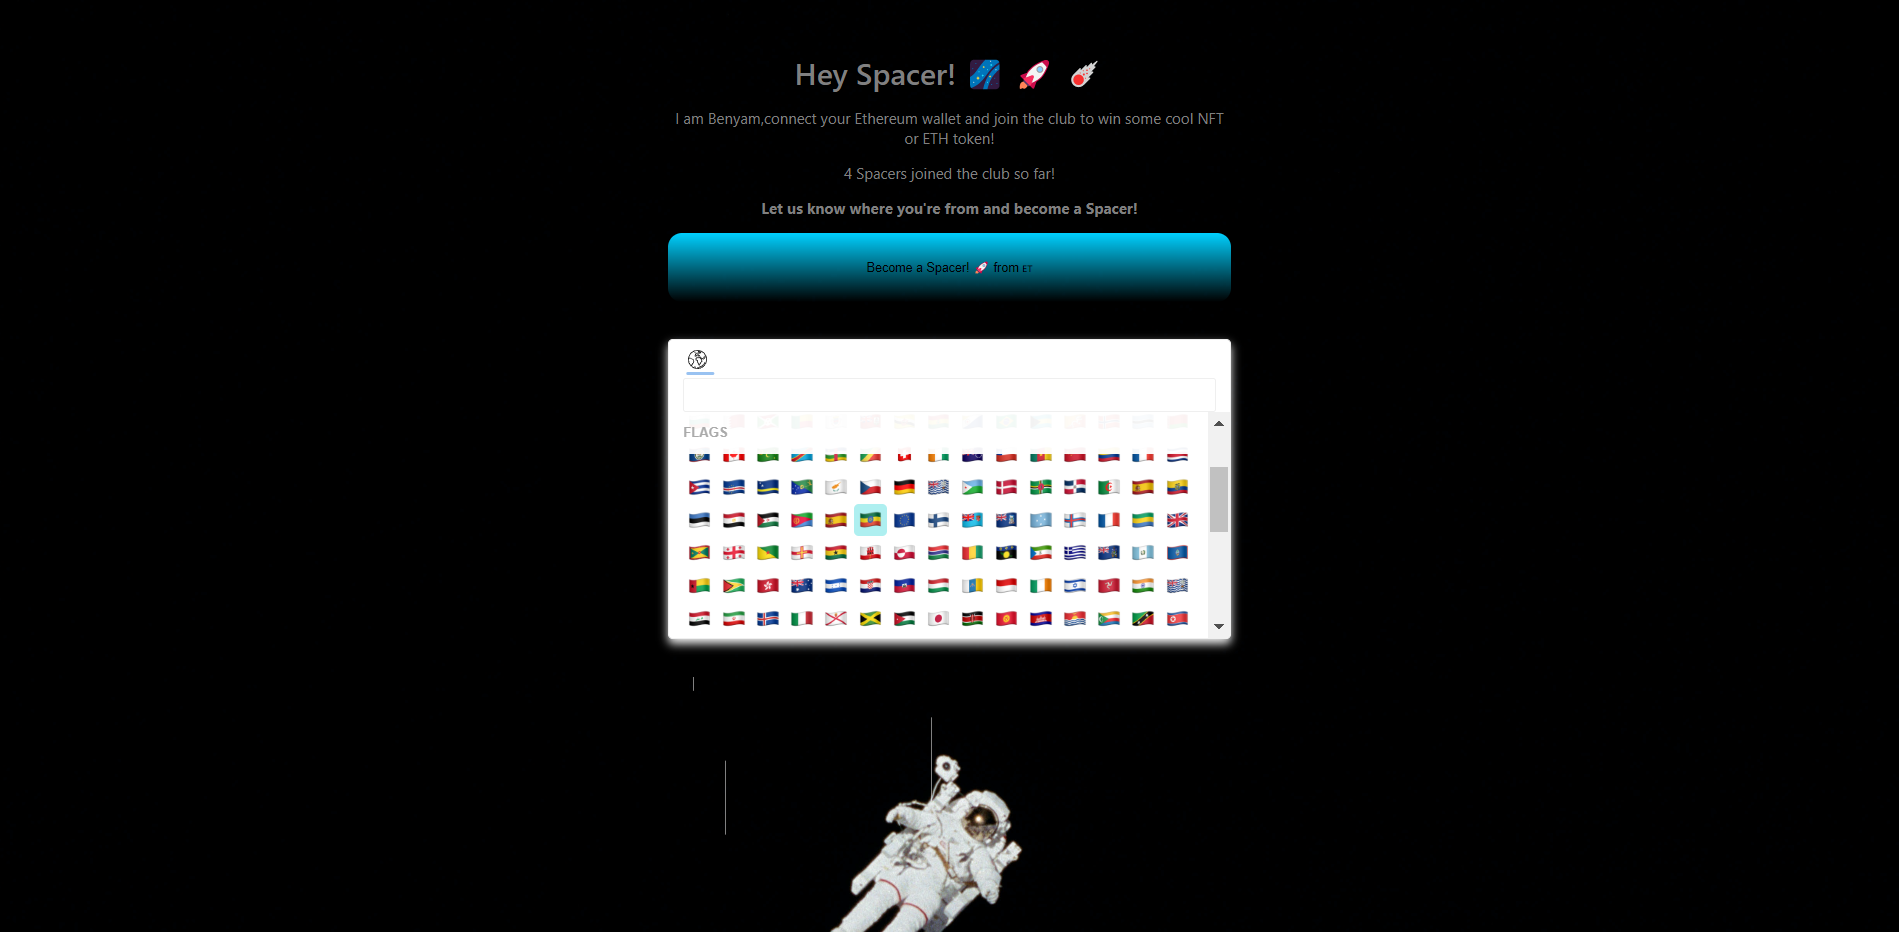 Hey Spacer! 🌌 🚀 ☄️
I am Benyam,connect your Ethereum wallet and join the club to win some cool NFT
or ETH token!
4 Spacers joined the club so far!
Let us know where you're from and become a Spacer!
Become a Spacer! 🚀 from ET
FLAGS